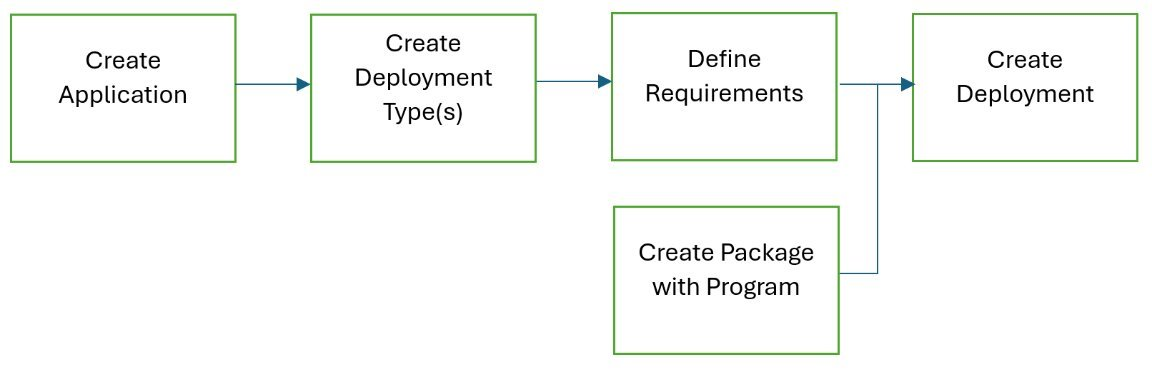 Create
Application
Create
Deployment
Type(s)
Define
Requirements
Create
Deployment
Create Package
with Program